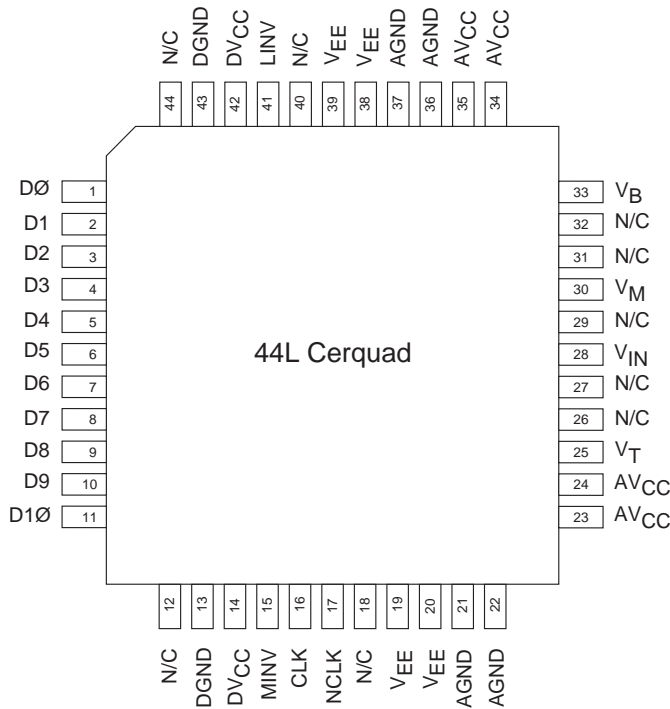 N/C DGND DVCC LINV N/C VEE VEE AGND AGND AVCC AVCC
44 43 42 41 40 39 38 37 36 35 34
DØ 1
D1 2
D2 3
D3 4
D4 5
D5 6
D6 7
D7 8
D8 9
D9 10
D1Ø 11
44L Cerquad
33 VB
32 N/C
31 N/C
30 VM
29 N/C
28 VIN
27 N/C
26 N/C
25 VT
24 AVCC
23 AVCC
12 13 14 15 16 17 18 19 20 21 22
N/C DGND DVCC MINV CLK NCLK N/C VEE VEE AGND AGND